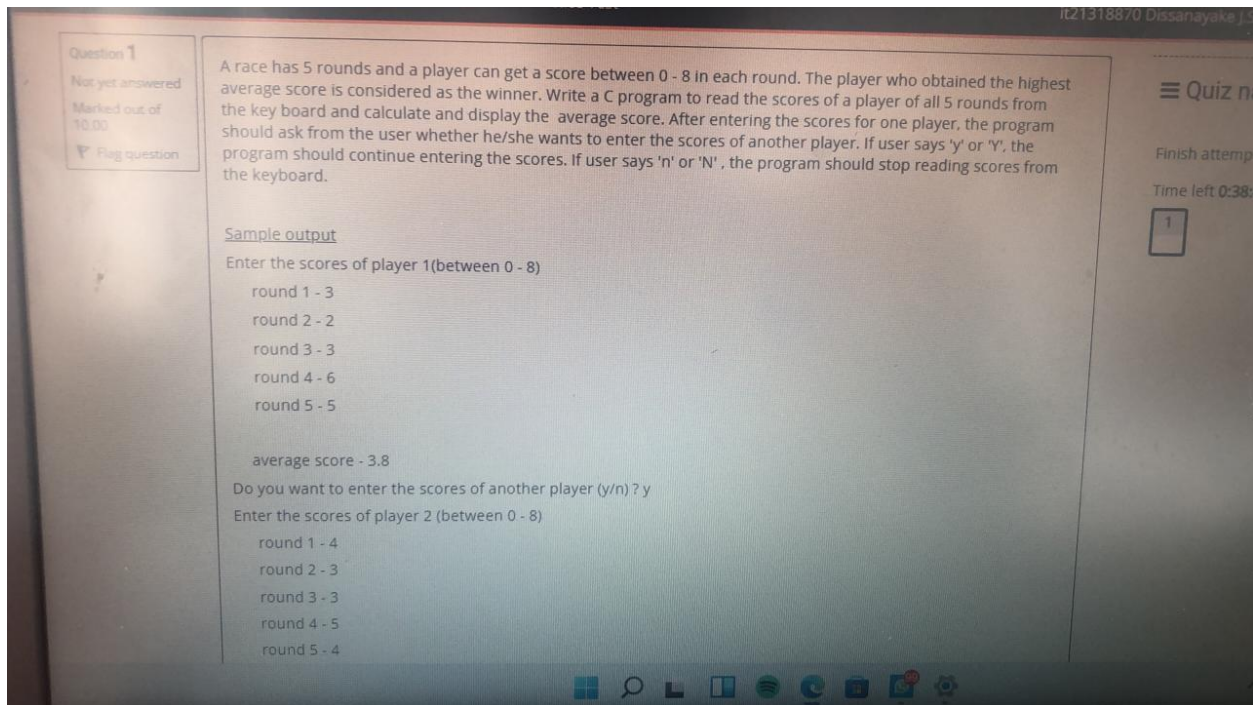 it21318870 Dissanayake J.
Question 1
Not yet answered
Marked out of
10.00
Flag question
A race has 5 rounds and a player can get a score between 0 - 8 in each round. The player who obtained the highest
average score is considered as the winner. Write a C program to read the scores of a player of all 5 rounds from
the key board and calculate and display the average score. After entering the scores for one player, the program
should ask from the user whether he/she wants to enter the scores of another player. If user says 'y' or 'Y', the
program should continue entering the scores. If user says 'n' or 'N' , the program should stop reading scores from
the keyboard.
Sample output
Enter the scores of player 1(between 0 - 8)
round 1 - 3
round 2 - 2
round 3 - 3
round 4 - 6
round 5 - 5
average score - 3.8
Do you want to enter the scores of another player (y/n) ? y
Enter the scores of player 2 (between 0 - 8)
round 1 - 4
round 2 - 3
round 3 - 3
round 4 - 5
round 5 - 4
Quiz n
Finish attemp
Time left 0:38:
1